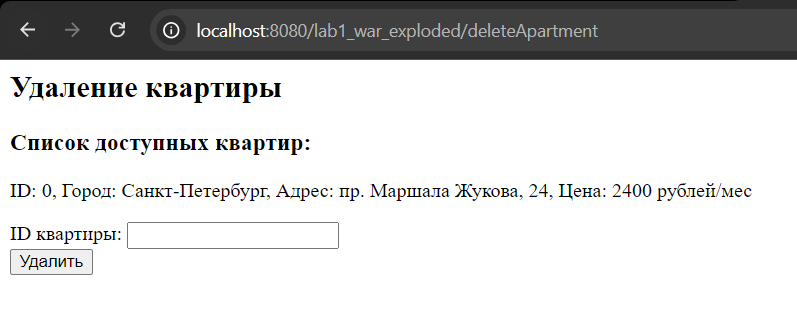 localhost:8080/lab1_war_exploded/deleteApartment
Удаление квартиры
Список доступных квартир:
ID: 0, Город: Санкт-Петербург, Адрес: пр. Маршала Жукова, 24, Цена: 2400 рублей/мес
ID квартиры:
Удалить